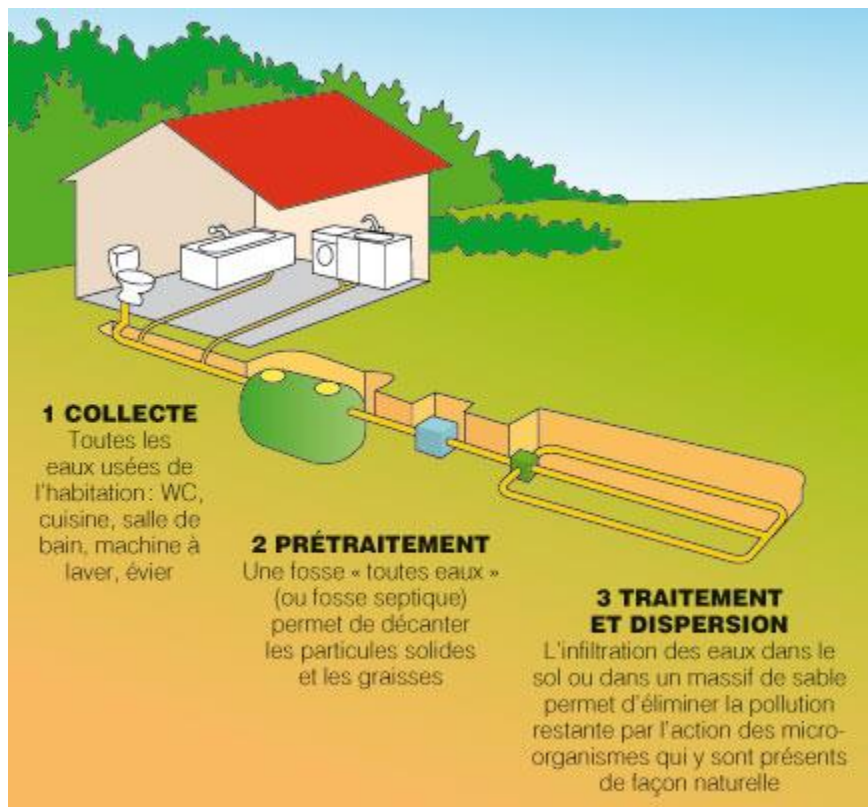 1 COLLECTE
Toutes les
eaux usées de
l'habitation: WC,
cuisine, salle de
bain, machine à
laver, évier
2 PRÉTRAITEMENT
Une fosse « toutes eaux »
(ou fosse septique)
permet de décanter
les particules solides
et les graisses
3 TRAITEMENT
ET DISPERSION
L'infiltration des eaux dans le
sol ou dans un massif de sable
permet d'éliminer la pollution
restante par l'action des micro-
organismes qui y sont présents
de façon naturelle